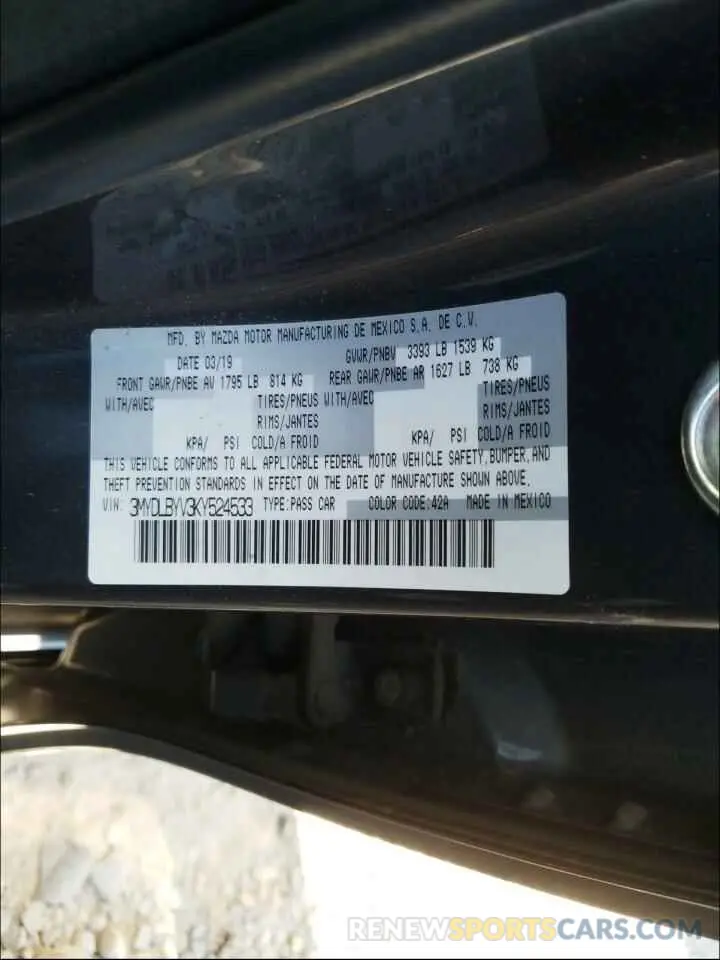 MFD. BY MAZDA MOTOR MANUFACTURING DE MEXICO S.A. DE C.V.
DATE 03/19 GVWR/PNBV 3393 LB 1539 KG
FRONT GAWR/PNBE AV 1795 LB 814 KG REAR GAWR/PNBE AR 1627 LB 738 KG
WITH/AVEC TIRES/PNEUS WITH/AVEC TIRES/PNEUS
RIMS/JANTES RIMS/JANTES
KPA/ PSI COLD/A FROID KPA/ PSI COLD/A FROID
THIS VEHICLE CONFORMS TO ALL APPLICABLE FEDERAL MOTOR VEHICLE SAFETY,BUMPER,AND
THEFT PREVENTION STANDARDS IN EFFECT ON THE DATE OF MANUFACTURE SHOWN ABOVE.
VIN: 3MYDLBYV3KY524533 TYPE:PASS CAR COLOR CODE:42A MADE IN MEXICO
RENEWSPORTSCARS.COM